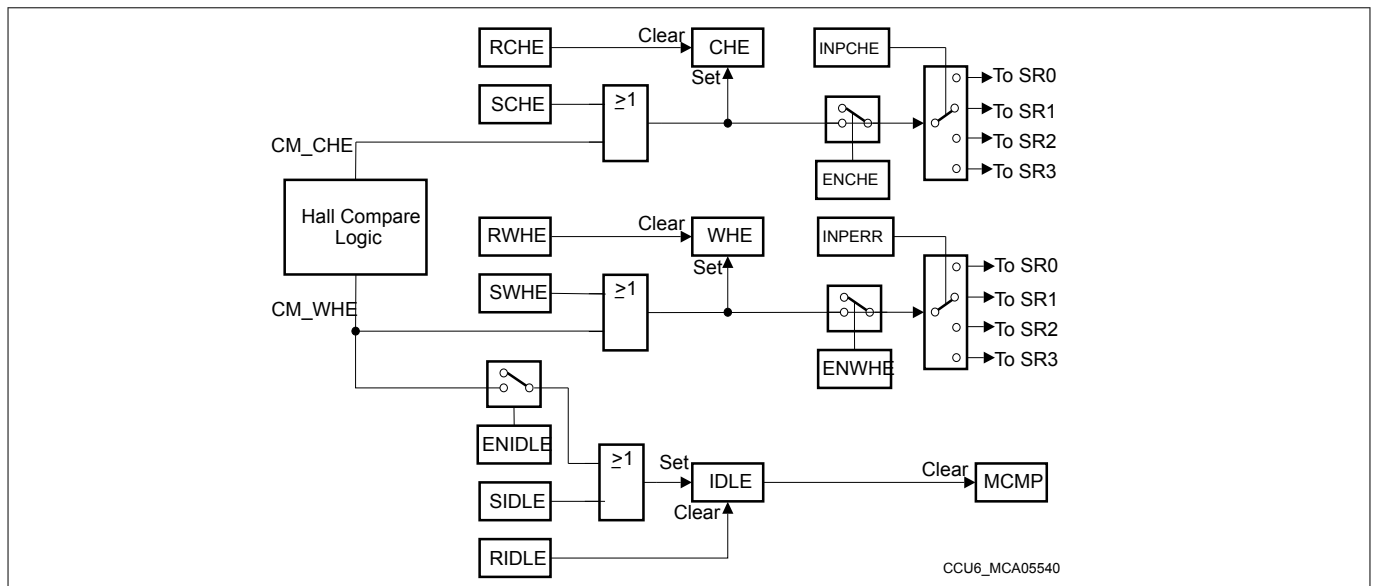 RCHE
Clear
CHE
Set
SCHE
≥1
INPCHE
To SR0
To SR1
To SR2
To SR3
ENCHE
CM_CHE
Hall Compare
Logic
CM_WHE
RWHE
Clear
WHE
Set
SWHE
≥1
INPERR
To SR0
To SR1
To SR2
To SR3
ENWHE
ENIDLE
≥1
SIDLE
Set
IDLE
Clear
RIDLE
Clear
MCMP
CCU6_MCA05540